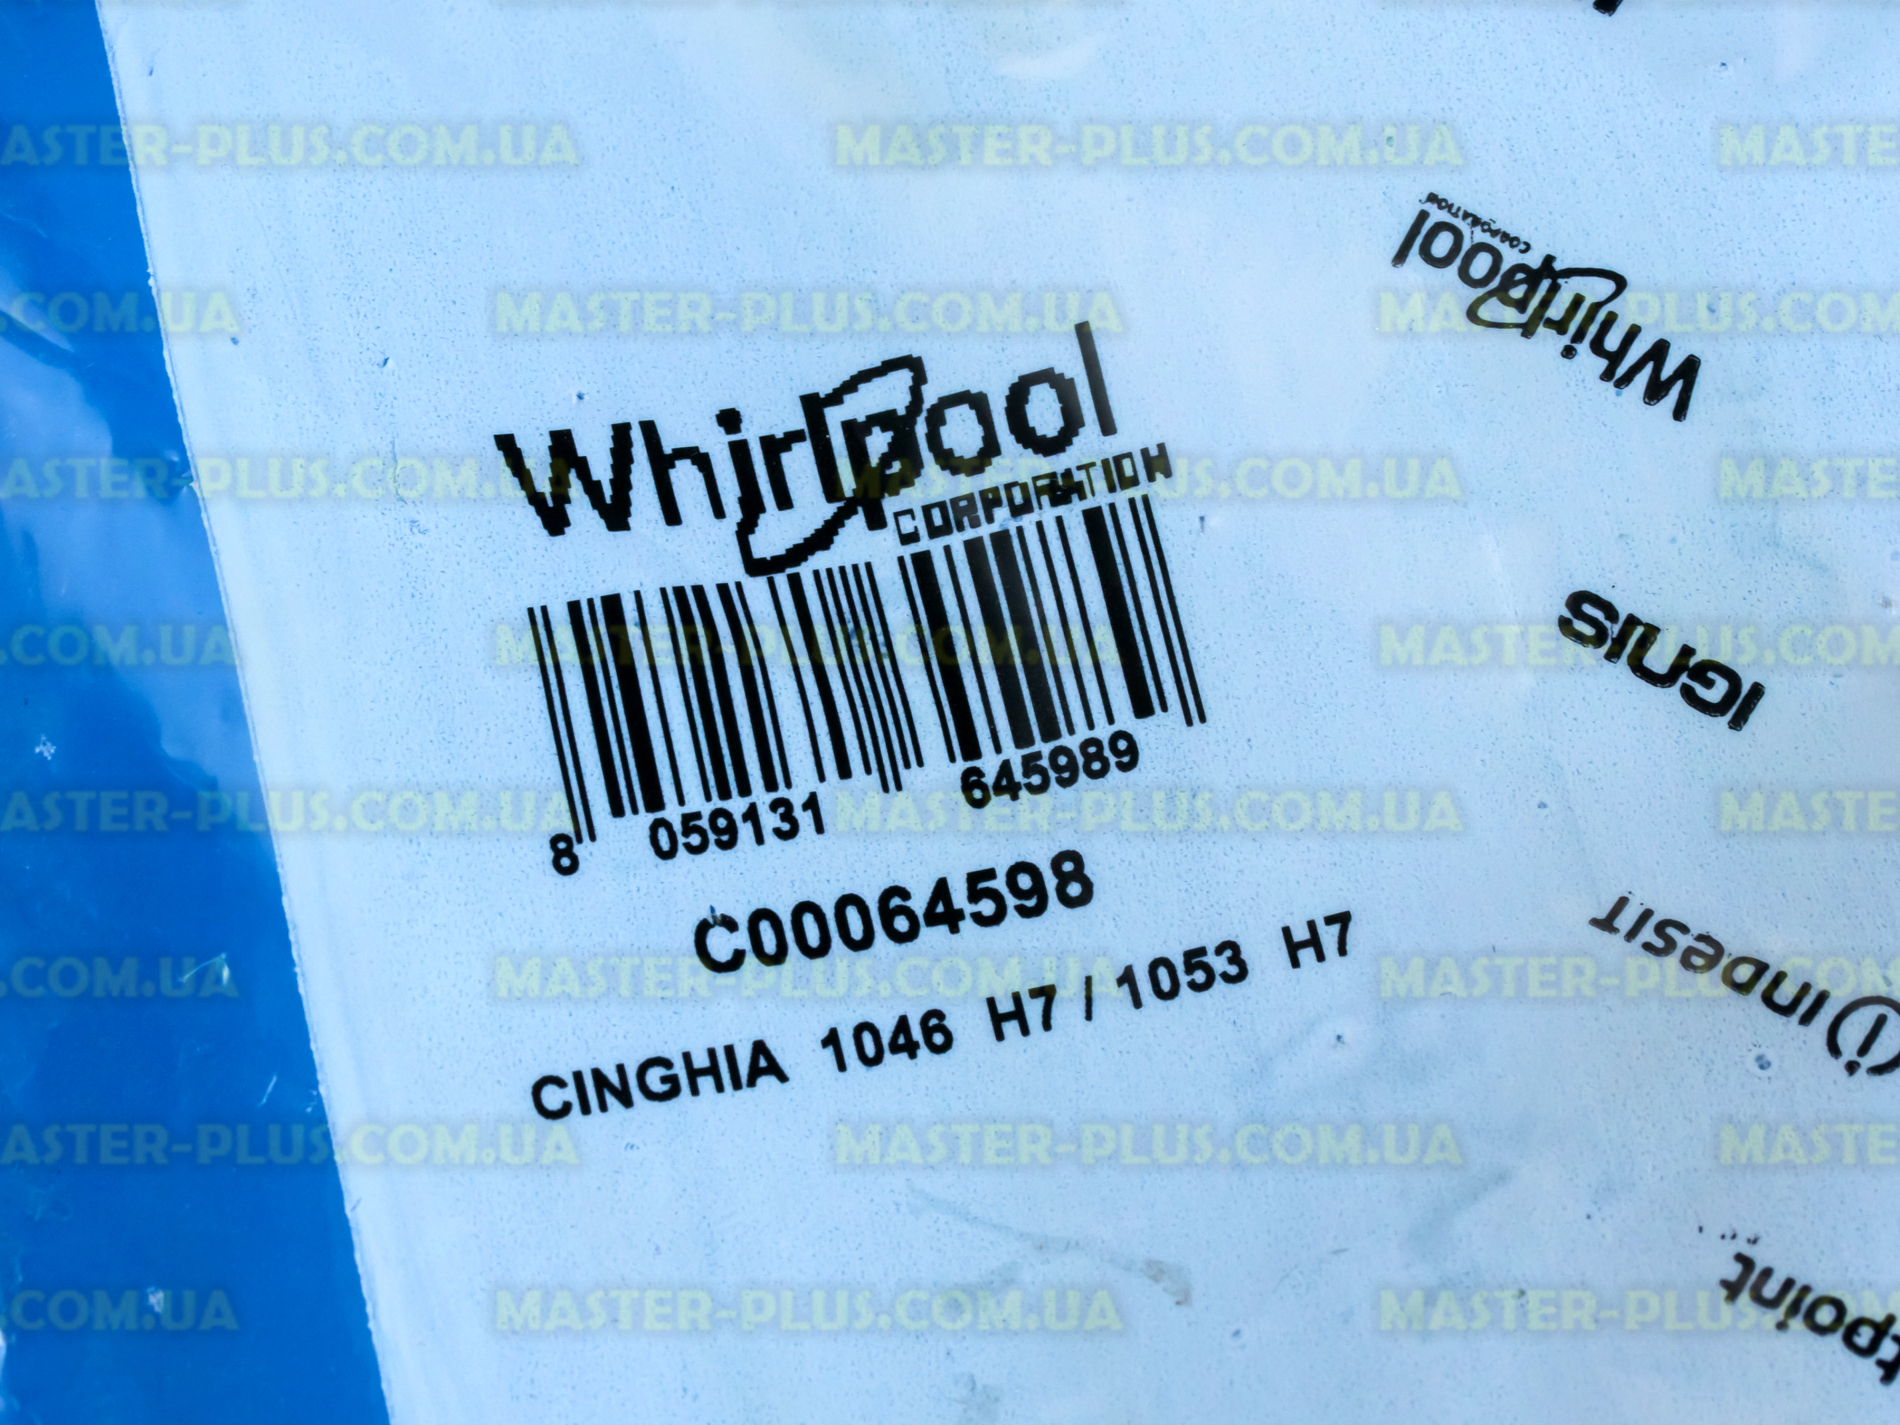 Whirlpool
CORPORATION
8 059131 645989
C00064598
CINGHIA 1046 H7 / 1053 H7
Whirlpool
CORPORATION
IGNIS
INDESIT
tpoint
MASTER-PLUS.COM.UA